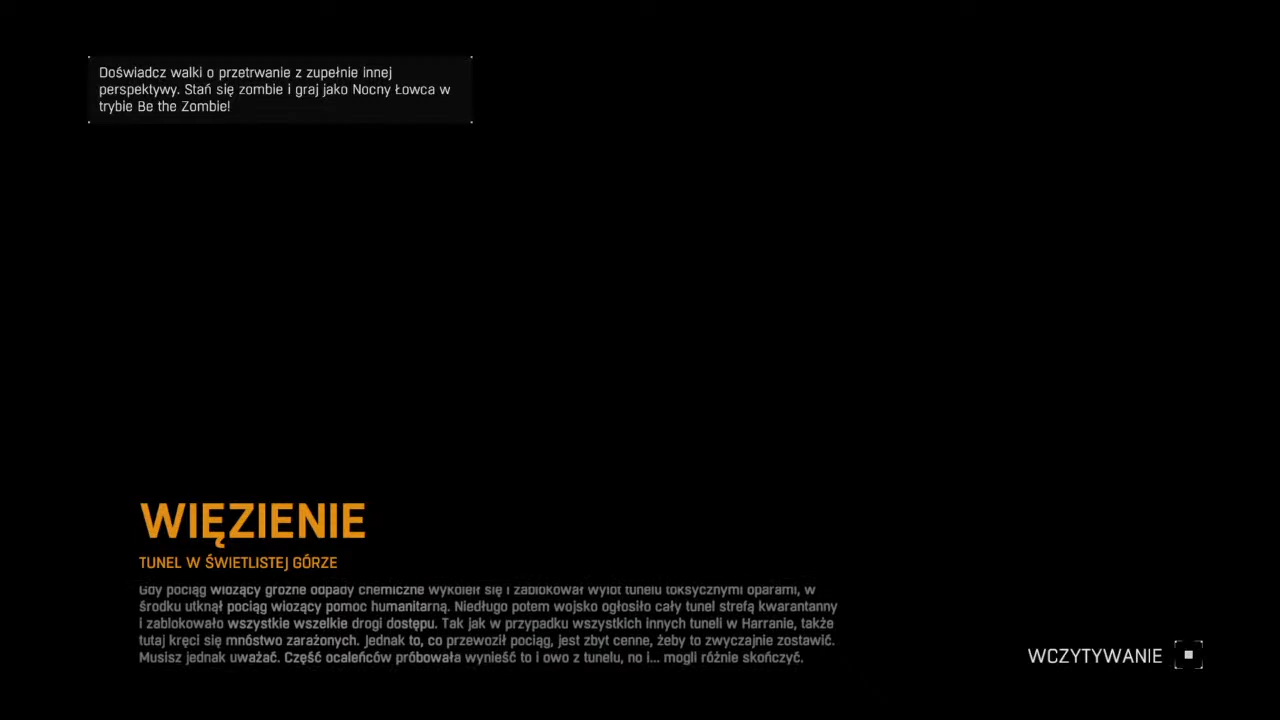 Doświadcz walki o przetrwanie z zupełnie innej
perspektywy. Stań się zombie i graj jako Nocny Łowca w
trybie Be the Zombie!
WIĘZIENIE
TUNEL W ŚWIETLISTEJ GÓRZE
Gdy pociąg wiozący groźne odpady chemiczne wykoleił się i zablokował wylot tunelu toksycznymi oparami, w
środku utknął pociąg wiozący pomoc humanitarną. Niedługo potem wojsko ogłosiło cały tunel strefą kwarantanny
i zablokowało wszystkie wszelkie drogi dostępu. Tak jak w przypadku wszystkich innych tuneli w Harranie, także
tutaj kręci się mnóstwo zarażonych. Jednak to, co przewoził pociąg, jest zbyt cenne, żeby to zwyczajnie zostawić.
Musisz jednak uważać. Część ocaleńców próbowała wynieść to i owo z tunelu, no i... mogli różnie skończyć.
WCZYTYWANIE